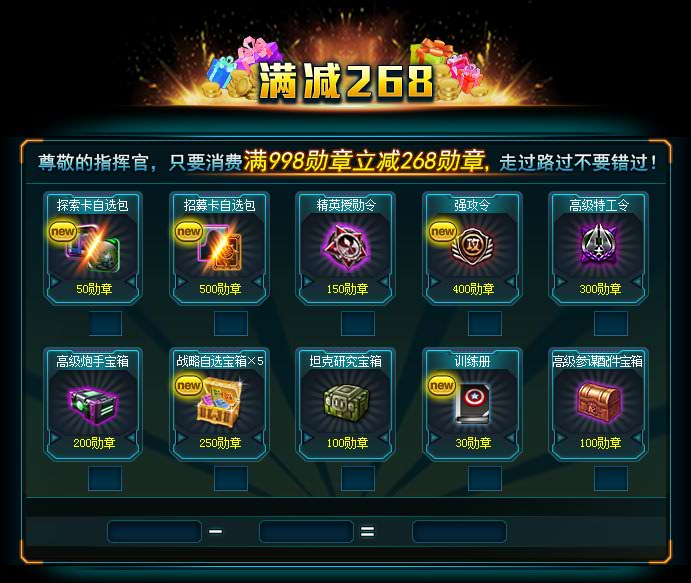 满减268
尊敬的指挥官，只要消费满998勋章立减268勋章，走过路过不要错过！
探索卡自选包
new
50勋章
招募卡自选包
new
500勋章
精英授勋令
150勋章
强攻令
new
400勋章
高级特工令
300勋章
高级炮手宝箱
200勋章
战略自选宝箱×5
new
250勋章
坦克研究宝箱
100勋章
训练册
new
30勋章
高级参谋配件宝箱
100勋章
－ ＝